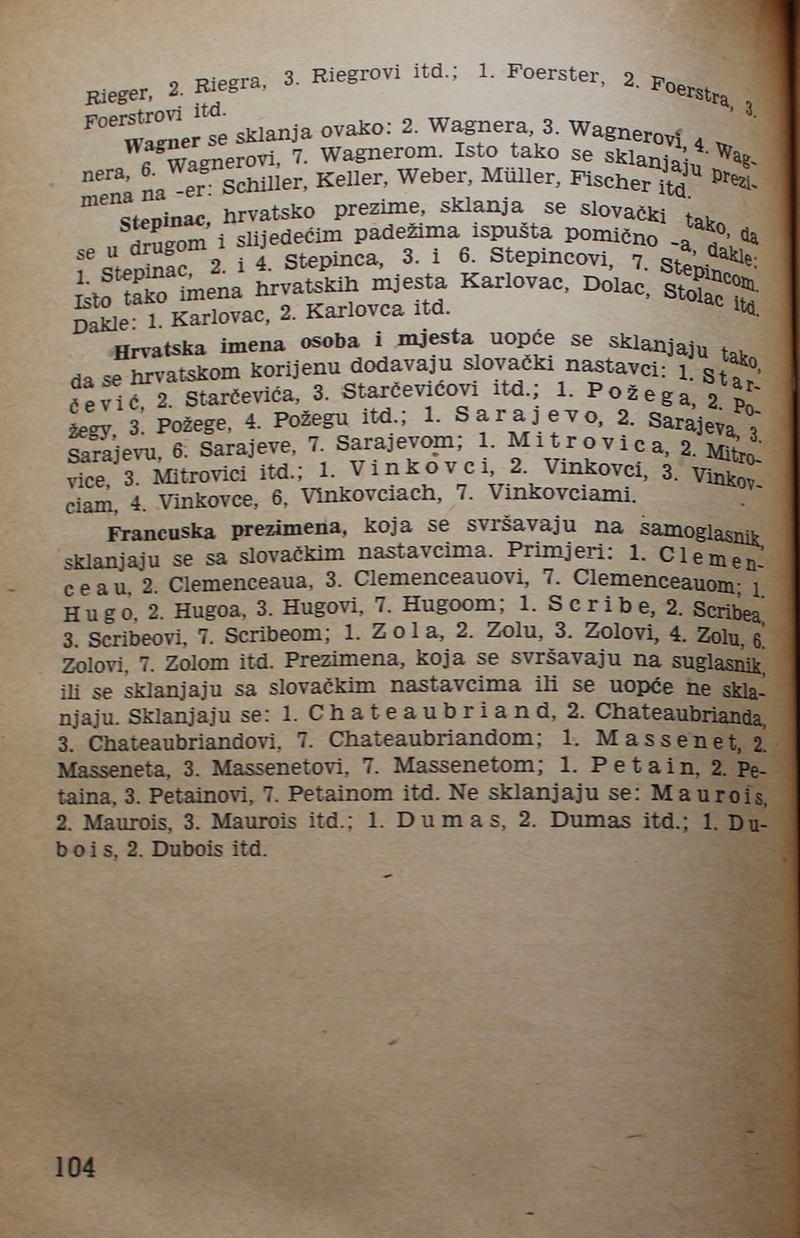 Rieger, 2. Riegra, 3. Riegrovi itd.; 1. Foerster, 2. Foerstra, 3.
Foerstrovi itd.
Wagner se sklanja ovako: 2. Wagnera, 3. Wagnerovi, 4. Wag-
nera, 6. Wagnerovi, 7. Wagnerom. Isto tako se sklanjaju prezi-
mena na -er: Schiller, Keller, Weber, Müller, Fischer itd.
Stepinac, hrvatsko prezime, sklanja se slovački tako, da
se u drugom i slijedećim padežima ispušta pomično -a, dakle:
1. Stepinac, 2. i 4. Stepinca, 3. i 6. Stepincovi, 7. Stepincom.
Isto tako imena hrvatskih mjesta Karlovac, Dolac, Stolac itd.
Dakle: 1. Karlovac, 2. Karlovca itd.
Hrvatska imena osoba i mjesta uopće se sklanjaju tako,
da se hrvatskom korijenu dodavaju slovački nastavci: 1. Star-
čević, 2. Starčevića, 3. Starčevićovi itd.; 1. Požega, 2. Po-
žegy, 3. Požege, 4. Požegu itd.; 1. Sarajevo, 2. Sarajeva, 3.
Sarajevu, 6. Sarajeve, 7. Sarajevom; 1. Mitrovica, 2. Mitro-
vice, 3. Mitrovici itd.; 1. Vinkovci, 2. Vinkovcí, 3. Vinkov-
ciam, 4. Vinkovce, 6, Vinkovciach, 7. Vinkovciami.
Francuska prezimena, koja se svršavaju na samoglasnik,
sklanjaju se sa slovačkim nastavcima. Primjeri: 1. Clemen-
ceau, 2. Clemenceaua, 3. Clemenceauovi, 7. Clemenceauom; 1.
Hugo, 2. Hugoa, 3. Hugovi, 7. Hugoom; 1. Scribe, 2. Scribea,
3. Scribeovi, 7. Scribeom; 1. Zola, 2. Zolu, 3. Zolovi, 4. Zolu, 6.
Zolovi, 7. Zolom itd. Prezimena, koja se svršavaju na suglasnik,
ili se sklanjaju sa slovačkim nastavcima ili se uopće ne skla-
njaju. Sklanjaju se: 1. Chateaubriand, 2. Chateaubrianda,
3. Chateaubriandovi, 7. Chateaubriandom; 1. Massenet, 2.
Masseneta, 3. Massenetovi, 7. Massenetom; 1. Petain, 2. Pe-
taina, 3. Petainovi, 7. Petainom itd. Ne sklanjaju se: Maurois,
2. Maurois, 3. Maurois itd.; 1. Dumas, 2. Dumas itd.; 1. Du-
bois, 2. Dubois itd.
104